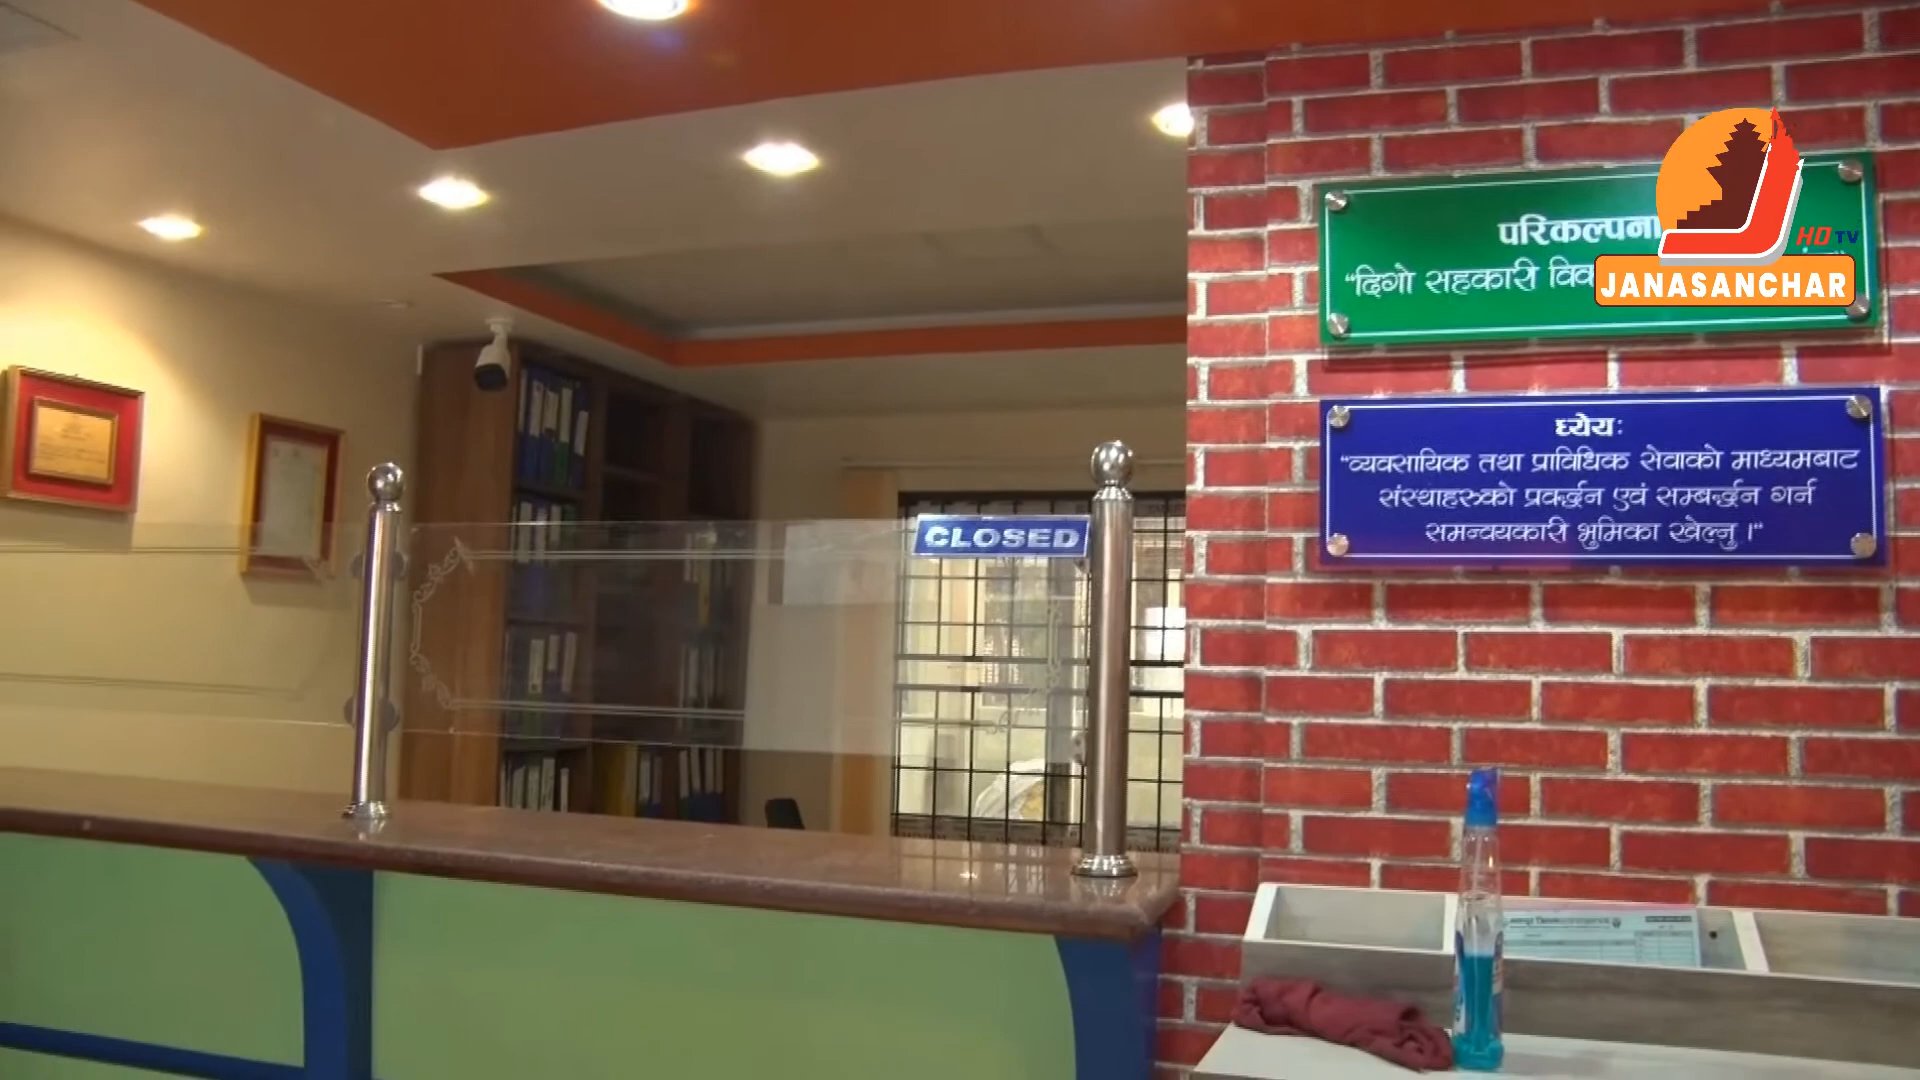 परिकल्पना
“दिगो सहकारी
HD TV
JANASANCHAR
ध्येयः
“व्यवसायिक तथा प्राविधिक सेवाको माध्यमबाट
संस्थाहरुको प्रवर्द्धन एवं सम्बर्द्धन गर्न
समन्वयकारी भुमिका खेल्नु ।“
CLOSED